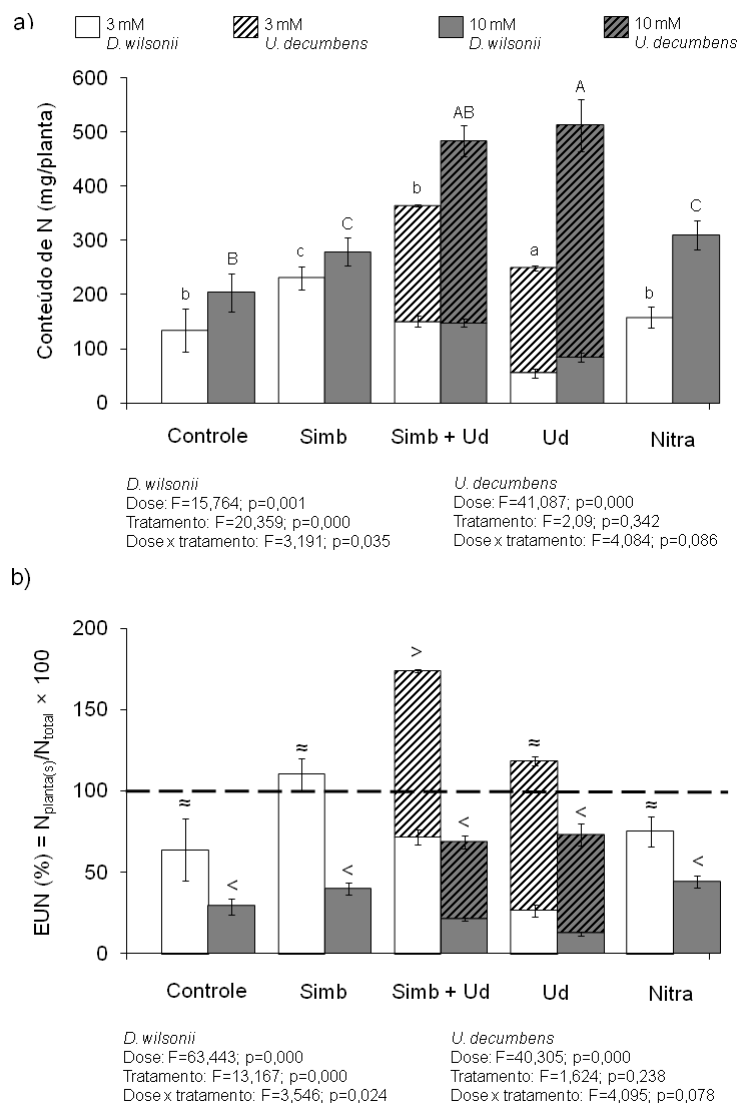 a)
3 mM
D. wilsonii
3 mM
U. decumbens
10 mM
D. wilsonii
10 mM
U. decumbens
Conteúdo de N (mg/planta)
600
500
400
300
200
100
0
b
B
c
C
b
AB
a
A
b
C
Controle
Simb
Simb + Ud
Ud
Nitra
D. wilsonii
Dose: F=15,764; p=0,001
Tratamento: F=20,359; p=0,000
Dose x tratamento: F=3,191; p=0,035
U. decumbens
Dose: F=41,087; p=0,000
Tratamento: F=2,09; p=0,342
Dose x tratamento: F=4,084; p=0,086
b)
EUN (%) = Nplanta(s)/Ntotal × 100
200
150
100
50
0
≈
<
≈
<
>
<
≈
<
≈
<
Controle
Simb
Simb + Ud
Ud
Nitra
D. wilsonii
Dose: F=63,443; p=0,000
Tratamento: F=13,167; p=0,000
Dose x tratamento: F=3,546; p=0,024
U. decumbens
Dose: F=40,305; p=0,000
Tratamento: F=1,624; p=0,238
Dose x tratamento: F=4,095; p=0,078